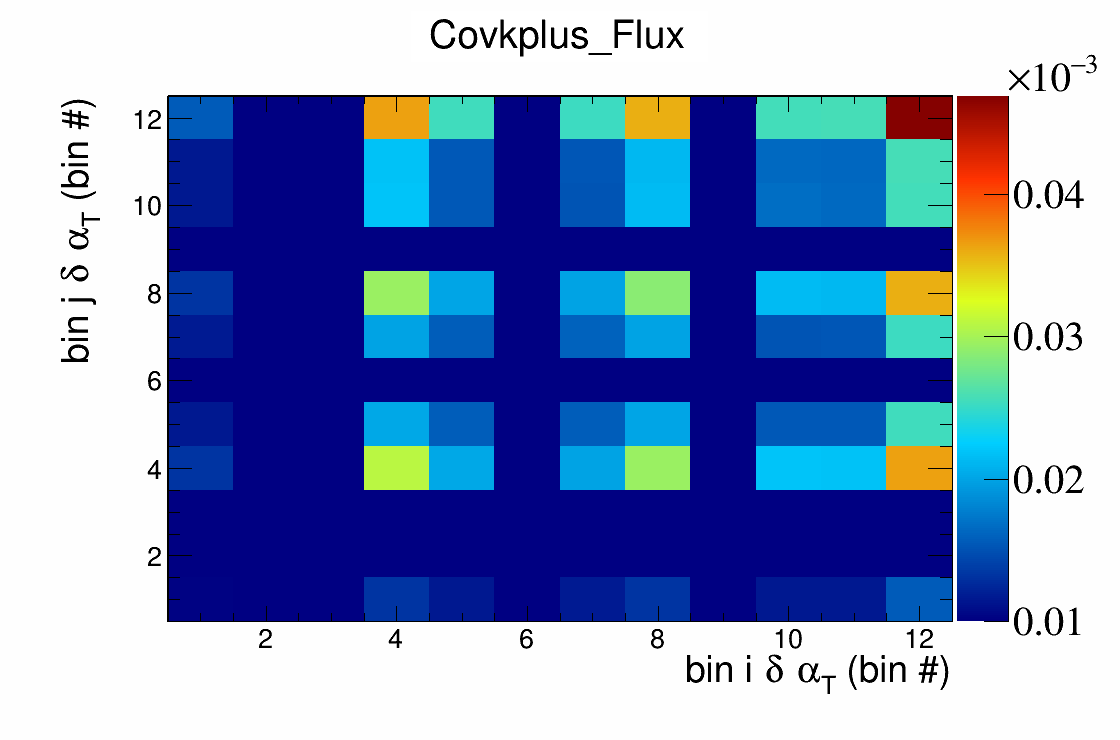 Covkplus_Flux
×10⁻³
bin j δ α_T (bin #)
12
10
8
6
4
2
2 4 6 8 10 12
bin i δ α_T (bin #)
0.04
0.03
0.02
0.01